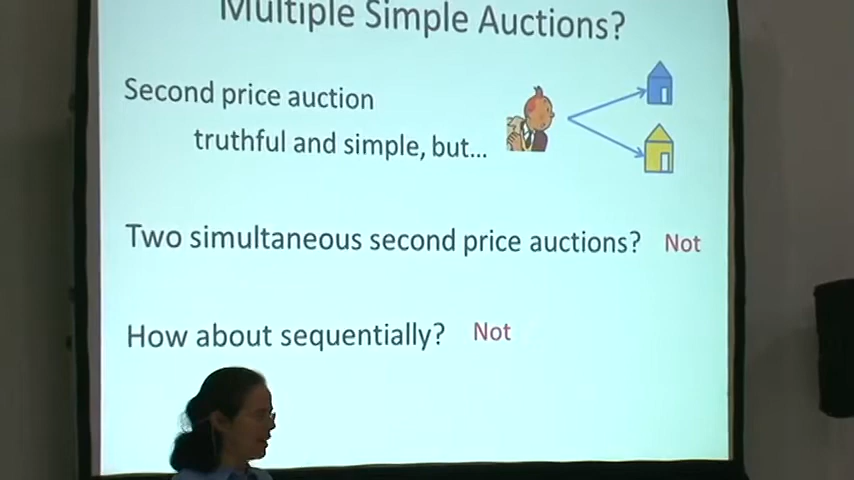 Multiple Simple Auctions?
Second price auction
truthful and simple, but...
Two simultaneous second price auctions? Not
How about sequentially? Not